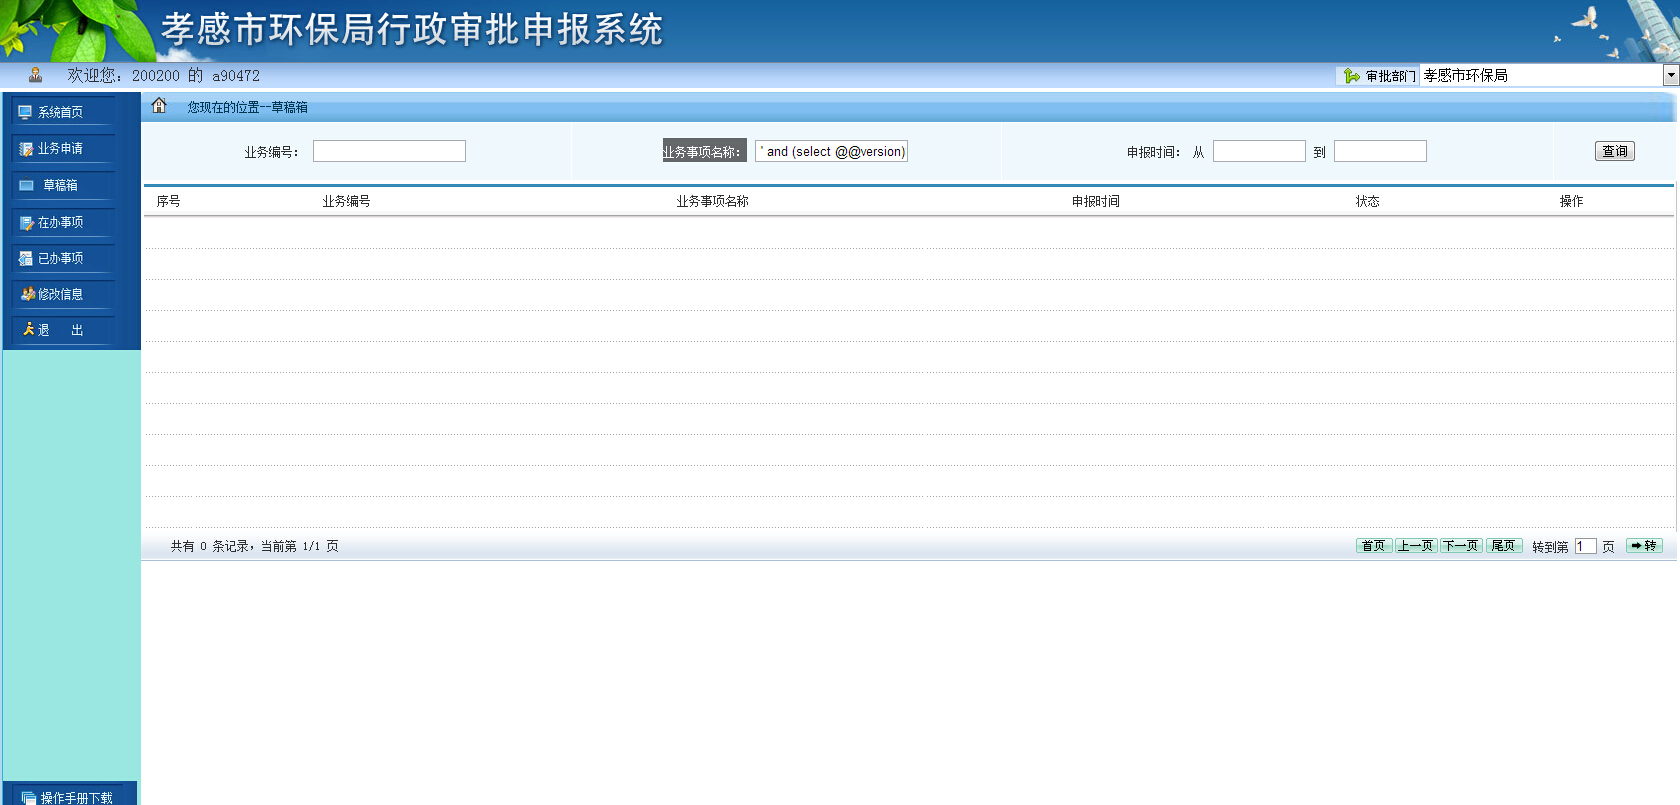 孝感市环保局行政审批申报系统
欢迎您：200200 的 a90472
审批部门 孝感市环保局
系统首页
业务申请
草稿箱
在办事项
已办事项
修改信息
退 出
操作手册下载
您现在的位置--草稿箱
业务编号： 业务事项名称： ' and (select @@version) 申报时间： 从 到 查询
序号 业务编号 业务事项名称 申报时间 状态 操作
共有 0 条记录，当前第 1/1 页 首页 上一页 下一页 尾页 转到第 1 页 转